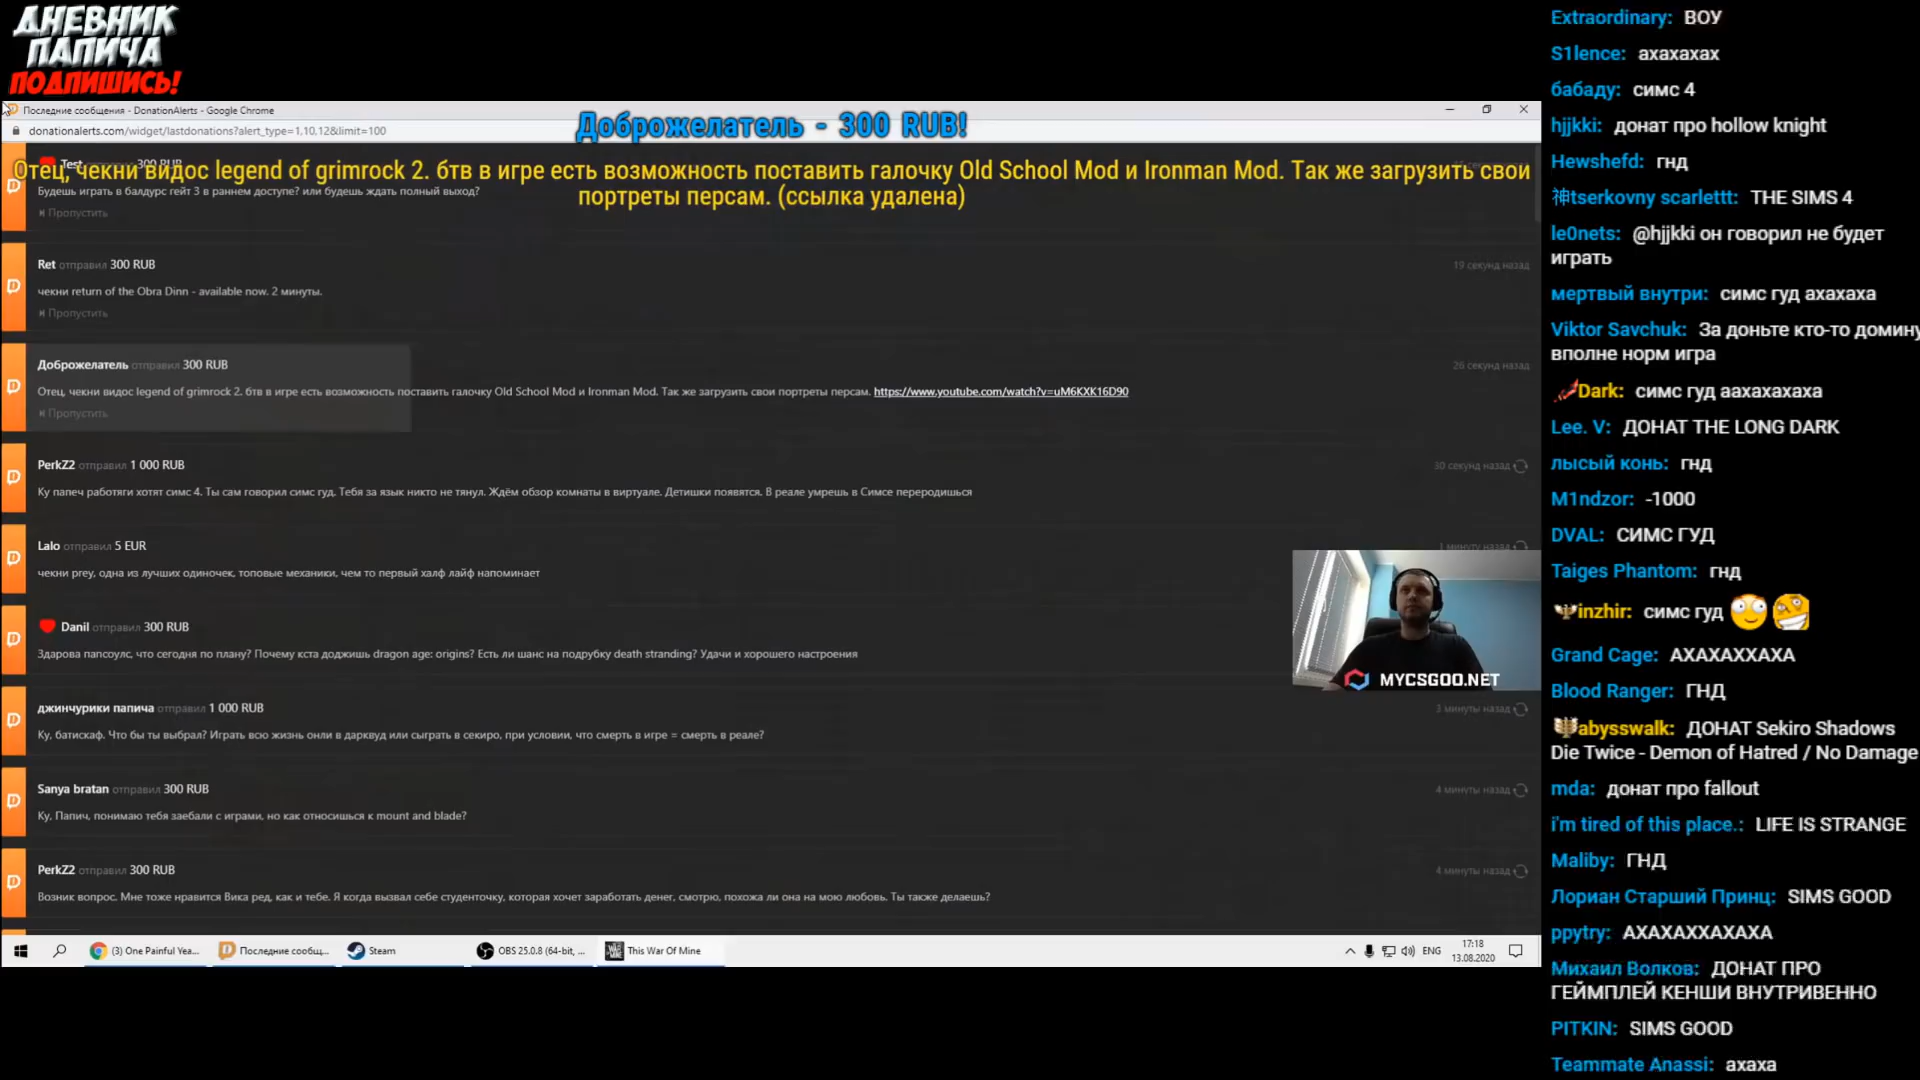 ДНЕВНИК
ПАПИЧА
ПОДПИШИСЬ!
Последние сообщения - DonationAlerts - Google Chrome
donationalerts.com/widget/lastdonations?alert_type=1,10,12&limit=100
Доброжелатель - 300 RUB!
Отец, чекни видос legend of grimrock 2. бтв в игре есть возможность поставить галочку Old School Mod и Ironman Mod. Так же загрузить свои
портреты персам. (ссылка удалена)
Test отправил 300 RUB
Будешь играть в балдурс гейт 3 в раннем доступе? или будешь ждать полный выход?
Пропустить
Ret отправил 300 RUB
19 секунд назад
чекни return of the Obra Dinn - available now. 2 минуты.
Пропустить
Доброжелатель отправил 300 RUB
26 секунд назад
Отец, чекни видос legend of grimrock 2. бтв в игре есть возможность поставить галочку Old School Mod и Ironman Mod. Так же загрузить свои портреты персам. https://www.youtube.com/watch?v=uM6KXK16D90
Пропустить
PerkZ2 отправил 1 000 RUB
30 секунд назад
Ку папеч работяги хотят симс 4. Ты сам говорил симс гуд. Тебя за язык никто не тянул. Ждём обзор комнаты в виртуале. Детишки появятся. В реале умрешь в Симсе переродишься
Lalo отправил 5 EUR
1 минуту назад
чекни prey, одна из лучших одиночек, топовые механики, чем то первый халф лайф напоминает
Danil отправил 300 RUB
Здарова папсоулс, что сегодня по плану? Почему кста доджишь dragon age: origins? Есть ли шанс на подрубку death stranding? Удачи и хорошего настроения
MYCSGOO.NET
джинчурики папича отправил 1 000 RUB
3 минуты назад
Ку, батискаф. Что бы ты выбрал? Играть всю жизнь онли в дарквуд или сыграть в секиро, при условии, что смерть в игре = смерть в реале?
Sanya bratan отправил 300 RUB
4 минуты назад
Ку, Папич, понимаю тебя заебали с играми, но как относишься к mount and blade?
PerkZ2 отправил 300 RUB
4 минуты назад
Возник вопрос. Мне тоже нравится Вика ред, как и тебе. Я когда вызвал себе студенточку, которая хочет заработать денег, смотрю, похожа ли она на мою любовь. Ты также делаешь?
(3) One Painful Yea...
Последние сообщ...
Steam
OBS 25.0.8 (64-bit, ...
This War Of Mine
ENG
17:18
13.08.2020
Extraordinary: ВОУ
S1lence: ахахахах
бабаду: симс 4
hjjkki: донат про hollow knight
Hewshefd: гнд
神tserkovny scarlettt: THE SIMS 4
le0nets: @hjjkki он говорил не будет
играть
мертвый внутри: симс гуд ахахаха
Viktor Savchuk: За доньте кто-то домину
вполне норм игра
Dark: симс гуд аахахахаха
Lee. V: ДОНАТ THE LONG DARK
лысый конь: гнд
M1ndzor: -1000
DVAL: СИМС ГУД
Taiges Phantom: гнд
inzhir: симс гуд
Grand Cage: АХАХАХХАХА
Blood Ranger: ГНД
abysswalk: ДОНАТ Sekiro Shadows
Die Twice - Demon of Hatred / No Damage
mda: донат про fallout
i'm tired of this place.: LIFE IS STRANGE
Maliby: ГНД
Лориан Старший Принц: SIMS GOOD
ppytry: АХАХАХХАХАХА
Михаил Волков: ДОНАТ ПРО
ГЕЙМПЛЕЙ КЕНШИ ВНУТРИВЕННО
PITKIN: SIMS GOOD
Teammate Anassi: ахаха